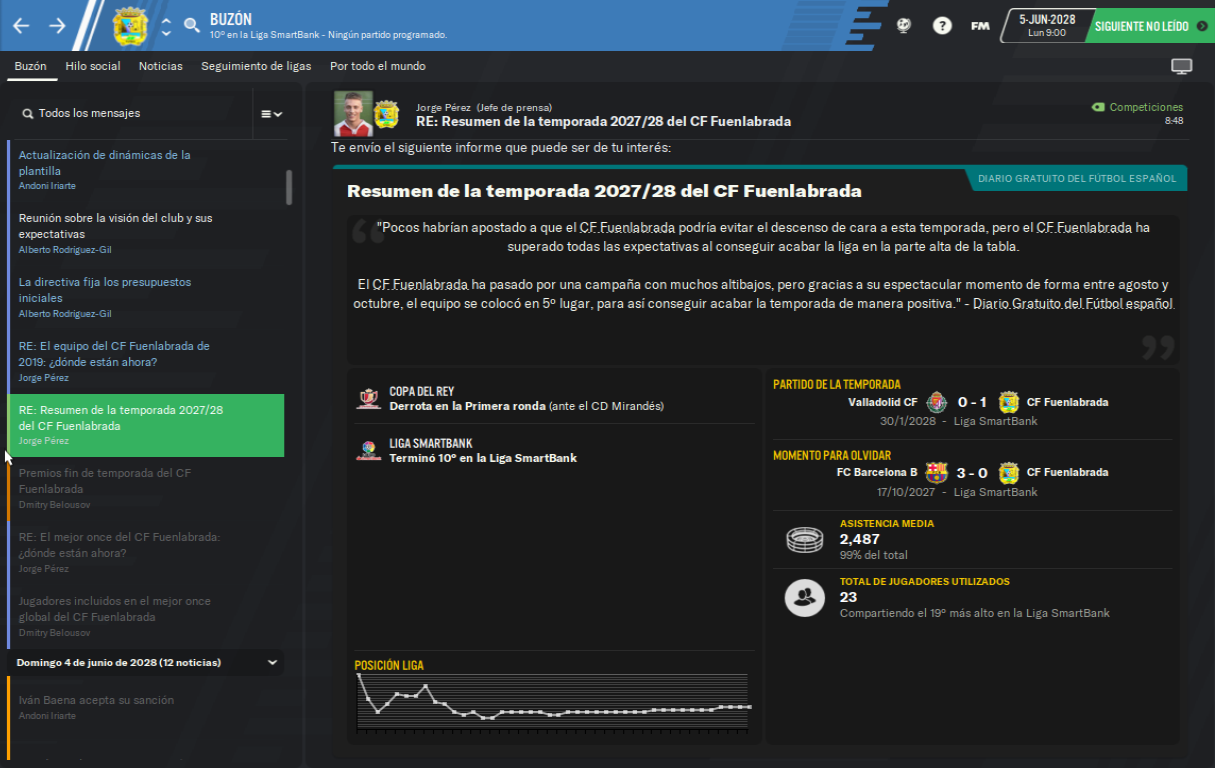 BUZÓN
10º en la Liga SmartBank - Ningún partido programado.
FM
5-JUN-2028
Lun 9:00
SIGUIENTE NO LEÍDO
Buzón
Hilo social
Noticias
Seguimiento de ligas
Por todo el mundo
Todos los mensajes
Actualización de dinámicas de la
plantilla
Andoni Iriarte
Reunión sobre la visión del club y sus
expectativas
Alberto Rodríguez-Gil
La directiva fija los presupuestos
iniciales
Alberto Rodríguez-Gil
RE: El equipo del CF Fuenlabrada de
2019: ¿dónde están ahora?
Jorge Pérez
RE: Resumen de la temporada 2027/28
del CF Fuenlabrada
Jorge Pérez
Premios fin de temporada del CF
Fuenlabrada
Dmitry Belousov
RE: El mejor once del CF Fuenlabrada:
¿dónde están ahora?
Jorge Pérez
Jugadores incluidos en el mejor once
global del CF Fuenlabrada
Dmitry Belousov
Domingo 4 de junio de 2028 (12 noticias)
Iván Baena acepta su sanción
Andoni Iriarte
Jorge Pérez (Jefe de prensa)
RE: Resumen de la temporada 2027/28 del CF Fuenlabrada
Competiciones
8:48
Te envío el siguiente informe que puede ser de tu interés:
DIARIO GRATUITO DEL FÚTBOL ESPAÑOL
Resumen de la temporada 2027/28 del CF Fuenlabrada
"Pocos habrían apostado a que el CF Fuenlabrada podría evitar el descenso de cara a esta temporada, pero el CF Fuenlabrada ha
superado todas las expectativas al conseguir acabar la liga en la parte alta de la tabla.
El CF Fuenlabrada ha pasado por una campaña con muchos altibajos, pero gracias a su espectacular momento de forma entre agosto y
octubre, el equipo se colocó en 5º lugar, para así conseguir acabar la temporada de manera positiva." - Diario Gratuito del Fútbol español
COPA DEL REY
Derrota en la Primera ronda (ante el CD Mirandés)
LIGA SMARTBANK
Terminó 10º en la Liga SmartBank
POSICIÓN LIGA
PARTIDO DE LA TEMPORADA
Valladolid CF 0 - 1 CF Fuenlabrada
30/1/2028 - Liga SmartBank
MOMENTO PARA OLVIDAR
FC Barcelona B 3 - 0 CF Fuenlabrada
17/10/2027 - Liga SmartBank
ASISTENCIA MEDIA
2,487
99% del total
TOTAL DE JUGADORES UTILIZADOS
23
Compartiendo el 19º más alto en la Liga SmartBank